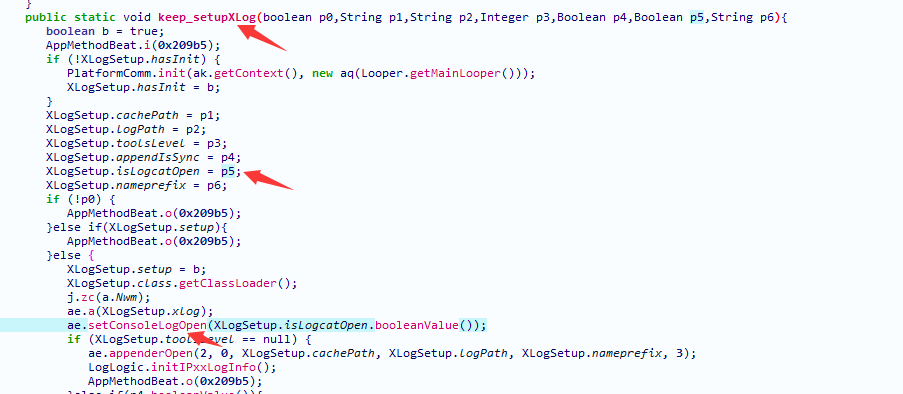 }
public static void keep_setupXLog(boolean p0,String p1,String p2,Integer p3,Boolean p4,Boolean p5,String p6){
boolean b = true;
AppMethodBeat.i(0x209b5);
if (!XLogSetup.hasInit) {
PlatformComm.init(ak.getContext(), new aq(Looper.getMainLooper()));
XLogSetup.hasInit = b;
}
XLogSetup.cachePath = p1;
XLogSetup.logPath = p2;
XLogSetup.toolsLevel = p3;
XLogSetup.appendIsSync = p4;
XLogSetup.isLogcatOpen = p5;
XLogSetup.nameprefix = p6;
if (!p0) {
AppMethodBeat.o(0x209b5);
}else if(XLogSetup.setup){
AppMethodBeat.o(0x209b5);
}else {
XLogSetup.setup = b;
XLogSetup.class.getClassLoader();
j.zc(a.Nwm);
ae.a(XLogSetup.xlog);
ae.setConsoleLogOpen(XLogSetup.isLogcatOpen.booleanValue());
if (XLogSetup.toolsLevel == null) {
ae.appenderOpen(2, 0, XLogSetup.cachePath, XLogSetup.logPath, XLogSetup.nameprefix, 3);
LogLogic.initIPxxLogInfo();
AppMethodBeat.o(0x209b5);